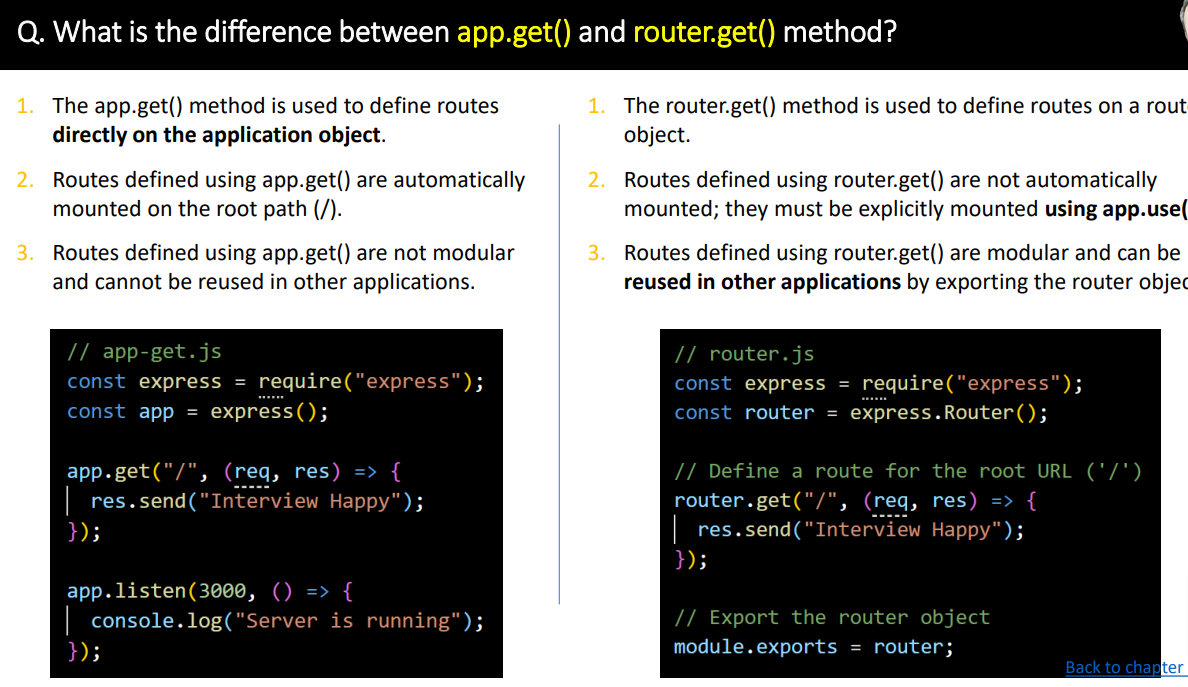 Q. What is the difference between app.get() and router.get() method?
1. The app.get() method is used to define routes
directly on the application object.
2. Routes defined using app.get() are automatically
mounted on the root path (/).
3. Routes defined using app.get() are not modular
and cannot be reused in other applications.
// app-get.js
const express = require("express");
const app = express();
app.get("/", (req, res) => {
res.send("Interview Happy");
});
app.listen(3000, () => {
console.log("Server is running");
});
1. The router.get() method is used to define routes on a rout
object.
2. Routes defined using router.get() are not automatically
mounted; they must be explicitly mounted using app.use(
3. Routes defined using router.get() are modular and can be
reused in other applications by exporting the router objec
// router.js
const express = require("express");
const router = express.Router();
// Define a route for the root URL ('/')
router.get("/", (req, res) => {
res.send("Interview Happy");
});
// Export the router object
module.exports = router;
Back to chapter